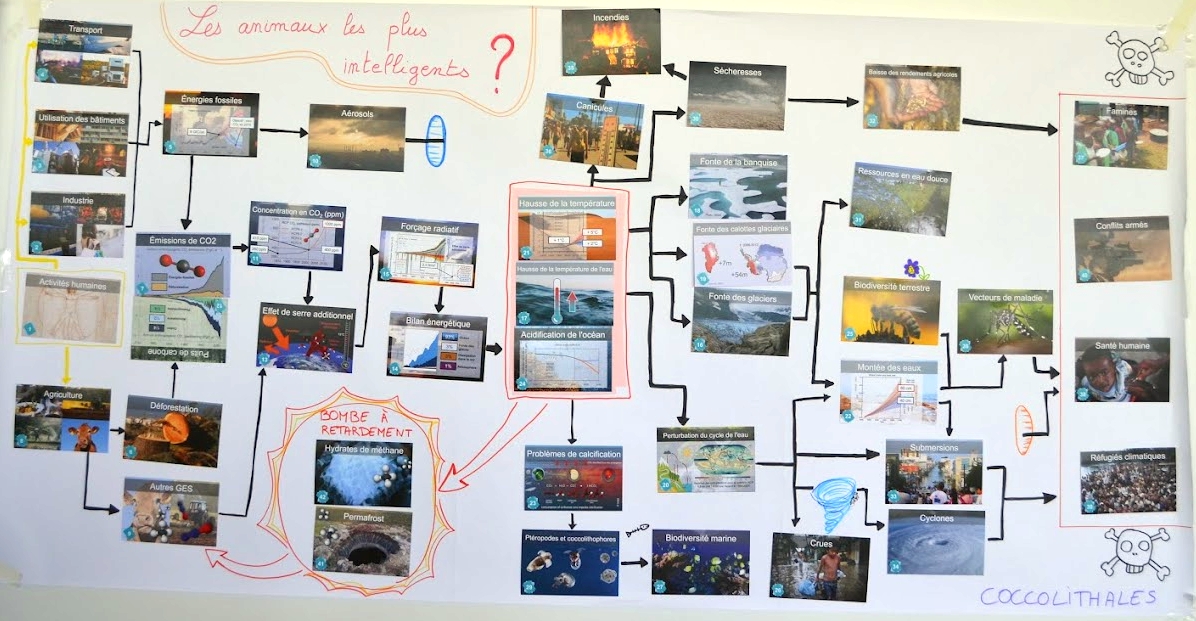 Les animaux les plus
intelligents ?
Transport
Utilisation des bâtiments
Industrie
Activités humaines
Agriculture
Énergies fossiles
Aérosols
Émissions de CO2
Puits de carbone
Déforestation
Autres GES
Concentration en CO₂ (ppm)
Effet de serre additionnel
Forçage radiatif
Bilan énergétique
BOMBE À
RETARDEMENT
Hydrates de méthane
Permafrost
Incendies
Canicules
Sècheresses
Baisse des rendements agricoles
Hausse de la température
Hausse de la température de l'eau
Acidification de l'océan
Fonte de la banquise
Fonte des calottes glaciaires
+7m
+54m
Fonte des glaciers
Ressources en eau douce
Biodiversité terrestre
Vecteurs de maladie
Montée des eaux
Problèmes de calcification
Perturbation du cycle de l'eau
Submersions
Cyclones
Ptéropodes et coccolithophores
Biodiversité marine
Crues
Famines
Conflits armés
Santé humaine
Réfugiés climatiques
COCCOLITHALES